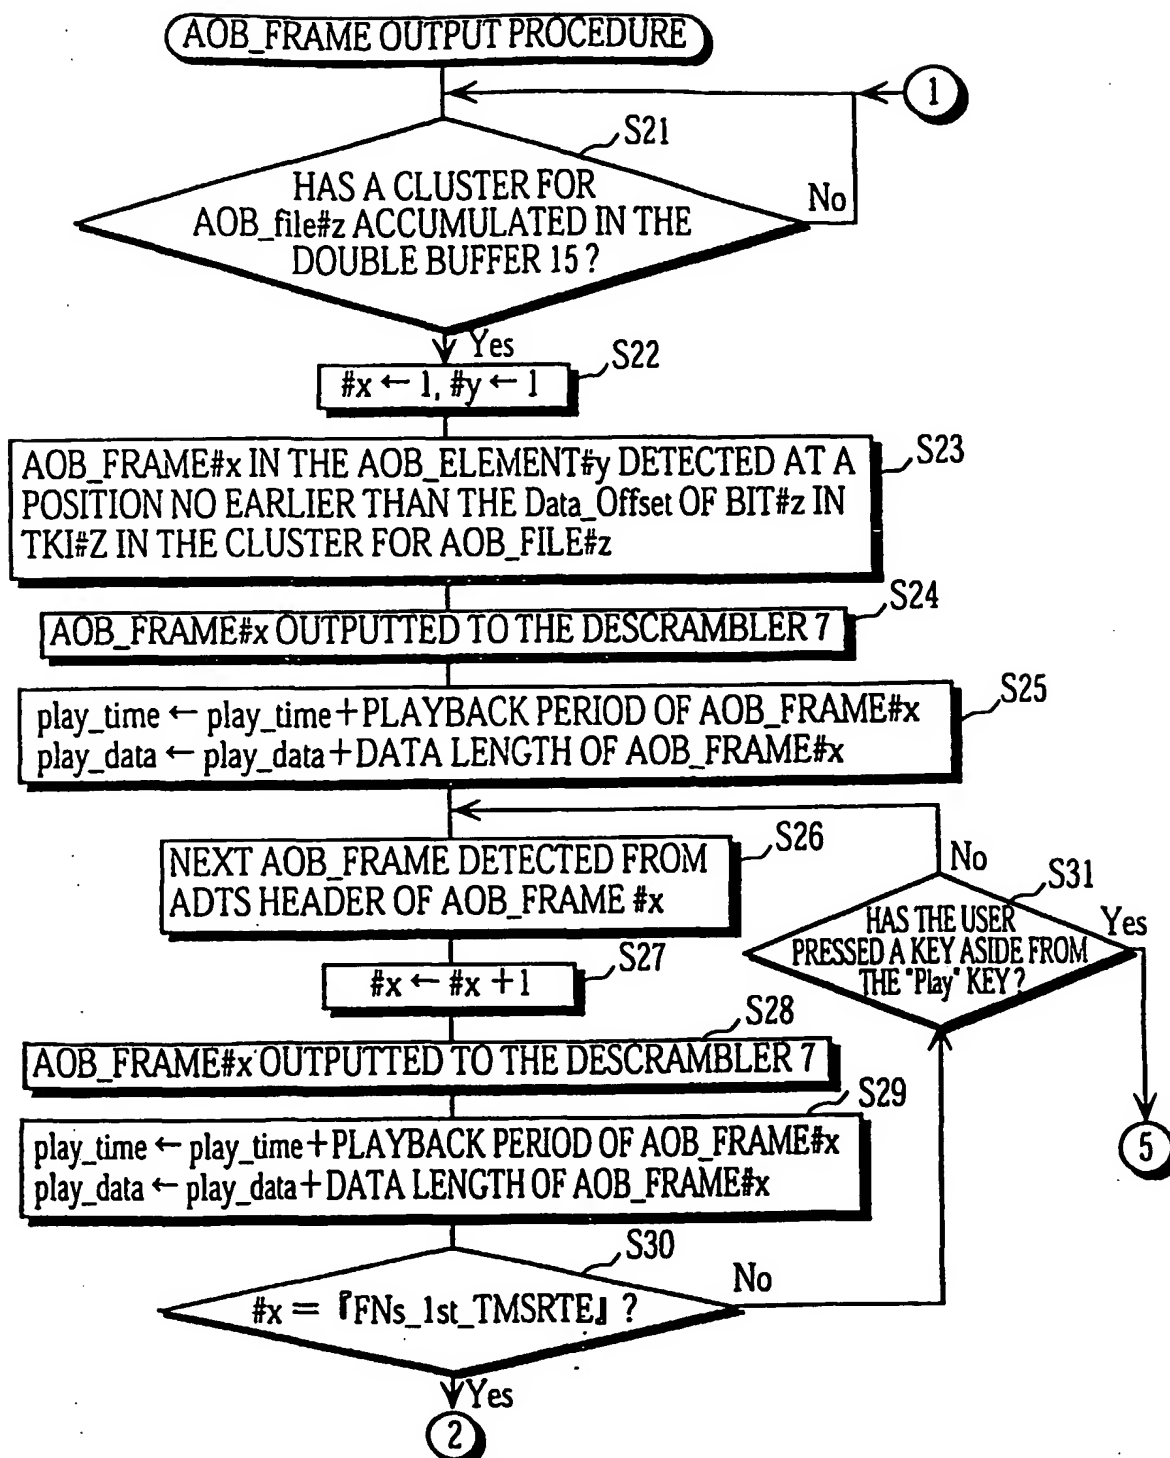 AOB_FRAME OUTPUT PROCEDURE
1
S21
HAS A CLUSTER FOR
AOB_file#z ACCUMULATED IN THE
DOUBLE BUFFER 15 ?
No
Yes
S22
#x ← 1, #y ← 1
S23
AOB_FRAME#x IN THE AOB_ELEMENT#y DETECTED AT A
POSITION NO EARLIER THAN THE Data_Offset OF BIT#z IN
TKI#Z IN THE CLUSTER FOR AOB_FILE#z
S24
AOB_FRAME#x OUTPUTTED TO THE DESCRAMBLER 7
S25
play_time ← play_time+PLAYBACK PERIOD OF AOB_FRAME#x
play_data ← play_data+DATA LENGTH OF AOB_FRAME#x
S26
NEXT AOB_FRAME DETECTED FROM
ADTS HEADER OF AOB_FRAME #x
No
S31
HAS THE USER
PRESSED A KEY ASIDE FROM
THE "Play" KEY ?
Yes
S27
#x ← #x +1
S28
AOB_FRAME#x OUTPUTTED TO THE DESCRAMBLER 7
S29
play_time ← play_time+PLAYBACK PERIOD OF AOB_FRAME#x
play_data ← play_data+DATA LENGTH OF AOB_FRAME#x
5
S30
#x = 『FNs_1st_TMSRTE』 ?
No
Yes
2